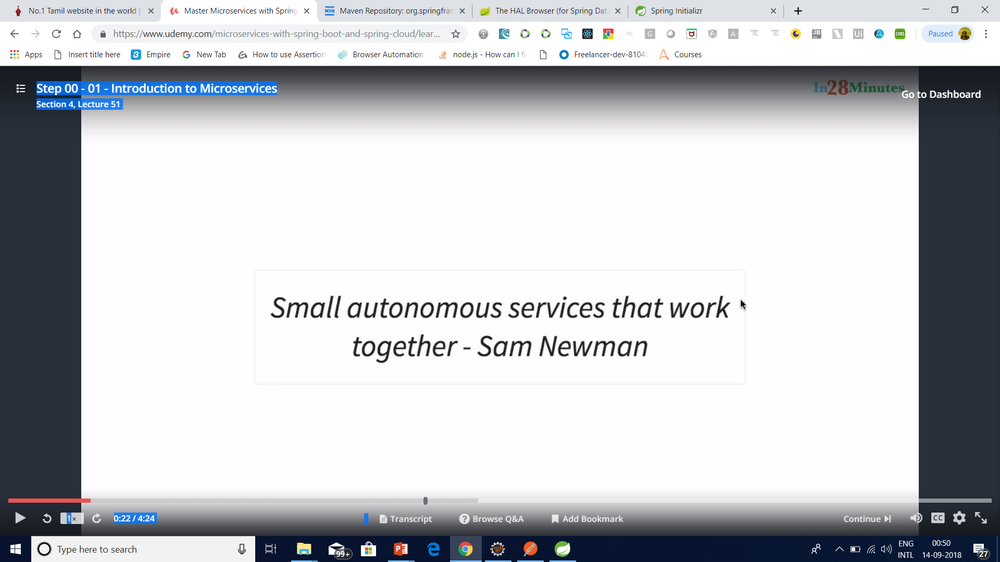 No.1 Tamil website in the world |
Master Microservices with Spring
Maven Repository: org.springfran
The HAL Browser (for Spring Data
Spring Initializr
https://www.udemy.com/microservices-with-spring-boot-and-spring-cloud/lear...
Paused
Apps
Insert title here
Empire
New Tab
How to use Assertion
Browser Automation
node.js - How can I fi
Freelancer-dev-81048
Courses
Step 00 - 01 - Introduction to Microservices
Section 4, Lecture 51
In28Minutes
Go to Dashboard
Small autonomous services that work
together - Sam Newman
1×
0:22 / 4:24
Transcript
Browse Q&A
Add Bookmark
Continue
CC
Type here to search
99+
ENG
INTL
00:50
14-09-2018
27